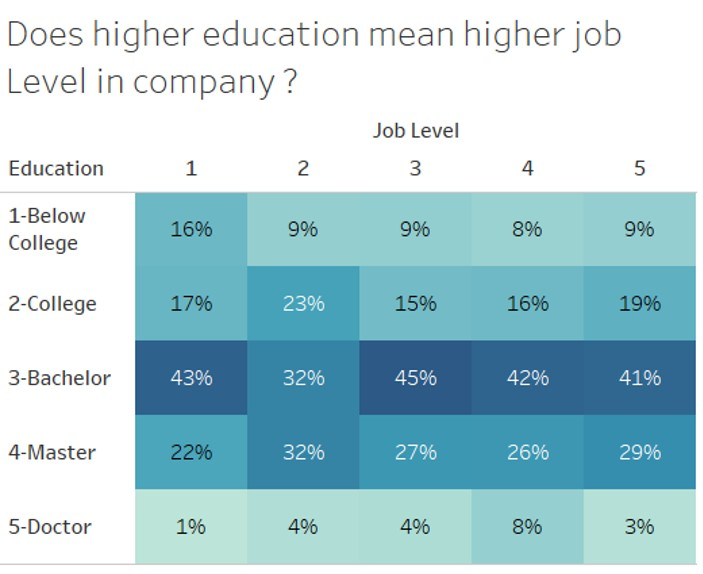 Does higher education mean higher job
Level in company ?
Job Level
Education 1 2 3 4 5
1-Below
College 16% 9% 9% 8% 9%
2-College 17% 23% 15% 16% 19%
3-Bachelor 43% 32% 45% 42% 41%
4-Master 22% 32% 27% 26% 29%
5-Doctor 1% 4% 4% 8% 3%